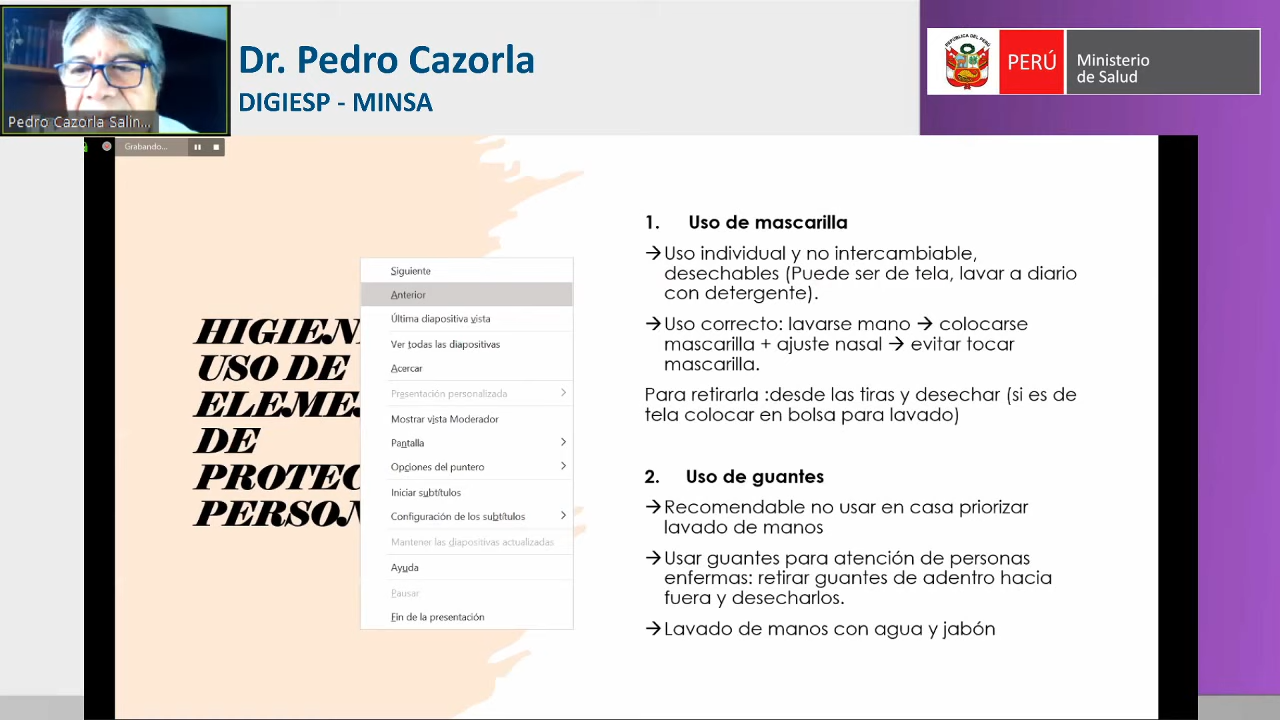 Dr. Pedro Cazorla
DIGIESP - MINSA
Pedro Cazorla Salin...
PERÚ
Ministerio
de Salud
Grabando...
HIGIEN
USO DE
ELEME
DE
PROTEC
PERSON
Siguiente
Anterior
Última diapositiva vista
Ver todas las diapositivas
Acercar
Presentación personalizada
Mostrar vista Moderador
Pantalla
Opciones del puntero
Iniciar subtítulos
Configuración de los subtítulos
Mantener las diapositivas actualizadas
Ayuda
Pausar
Fin de la presentación
1. Uso de mascarilla
→Uso individual y no intercambiable,
desechables (Puede ser de tela, lavar a diario
con detergente).
→Uso correcto: lavarse mano → colocarse
mascarilla + ajuste nasal → evitar tocar
mascarilla.
Para retirarla :desde las tiras y desechar (si es de
tela colocar en bolsa para lavado)
2. Uso de guantes
→Recomendable no usar en casa priorizar
lavado de manos
→Usar guantes para atención de personas
enfermas: retirar guantes de adentro hacia
fuera y desecharlos.
→Lavado de manos con agua y jabón